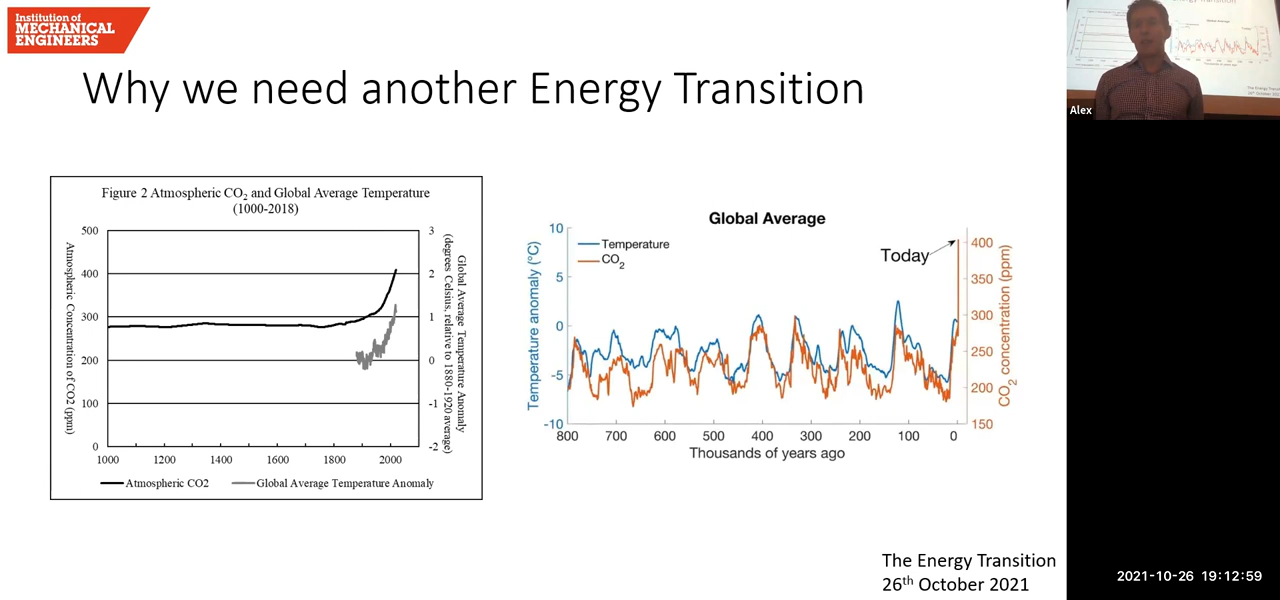 Institution of
MECHANICAL
ENGINEERS
Why we need another Energy Transition
Figure 2 Atmospheric CO2 and Global Average Temperature
(1000-2018)
Atmospheric Concentration of CO2 (ppm)
500
400
300
200
100
0
3
2
1
0
-1
-2
Global Average Temperature Anomaly
(degrees Celsius, relative to 1880-1920 average)
1000 1200 1400 1600 1800 2000
Atmospheric CO2 Global Average Temperature Anomaly
Global Average
Temperature anomaly (°C)
10
5
0
-5
-10
Temperature
CO2
Today
400
350
300
250
200
150
CO2 concentration (ppm)
800 700 600 500 400 300 200 100 0
Thousands of years ago
The Energy Transition
26th October 2021
Alex
2021-10-26 19:12:59